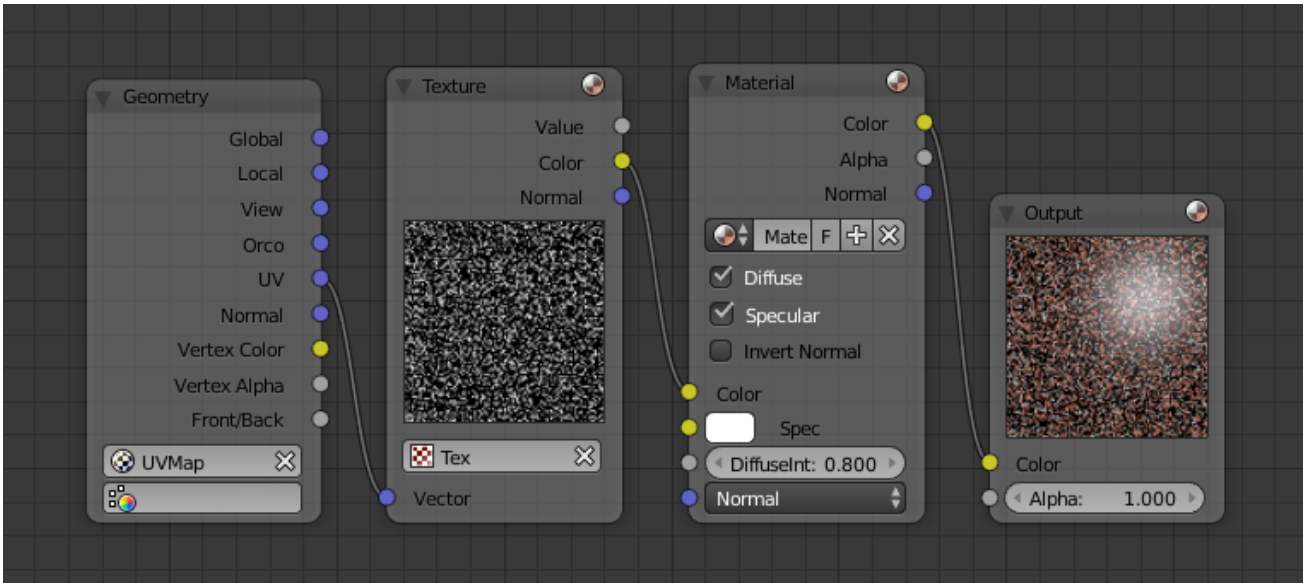 Geometry
Global
Local
View
Orco
UV
Normal
Vertex Color
Vertex Alpha
Front/Back
UVMap
Texture
Value
Color
Normal
Tex
Vector
Material
Color
Alpha
Normal
Mate F
Diffuse
Specular
Invert Normal
Color
Spec
DiffuseInt: 0.800
Normal
Output
Color
Alpha: 1.000